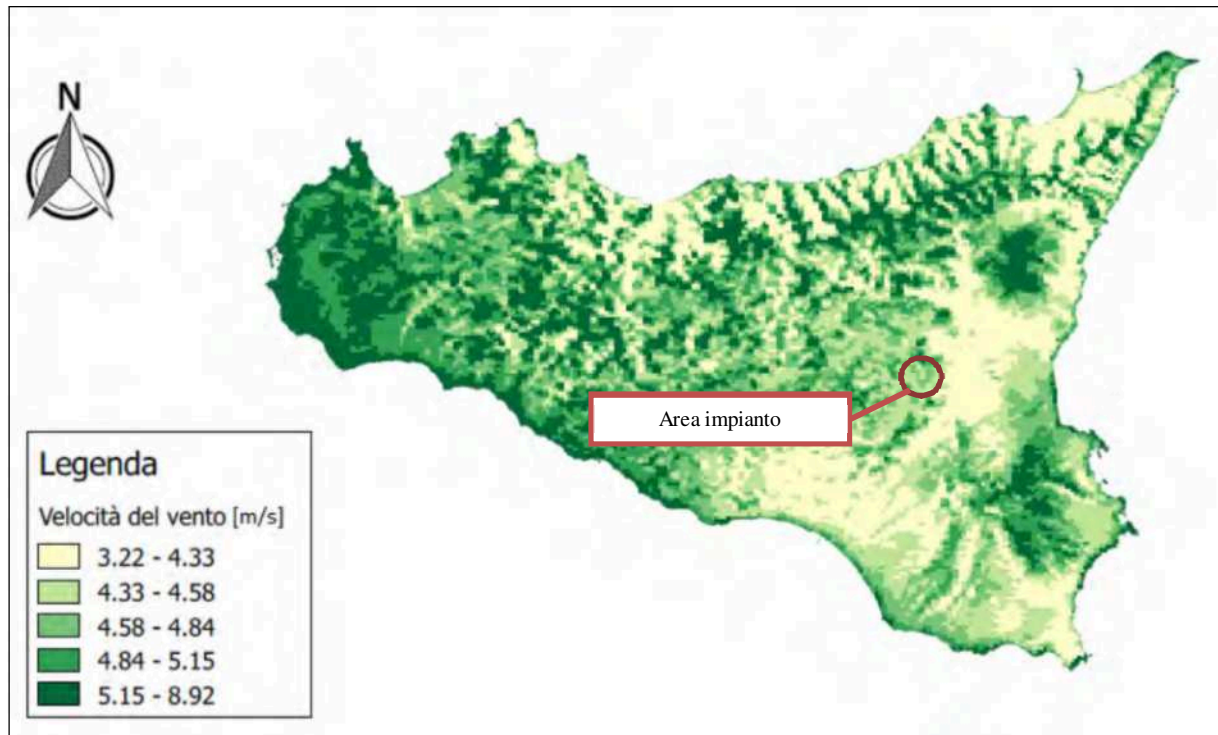 N
Area impianto
Legenda
Velocità del vento [m/s]
3.22 - 4.33
4.33 - 4.58
4.58 - 4.84
4.84 - 5.15
5.15 - 8.92